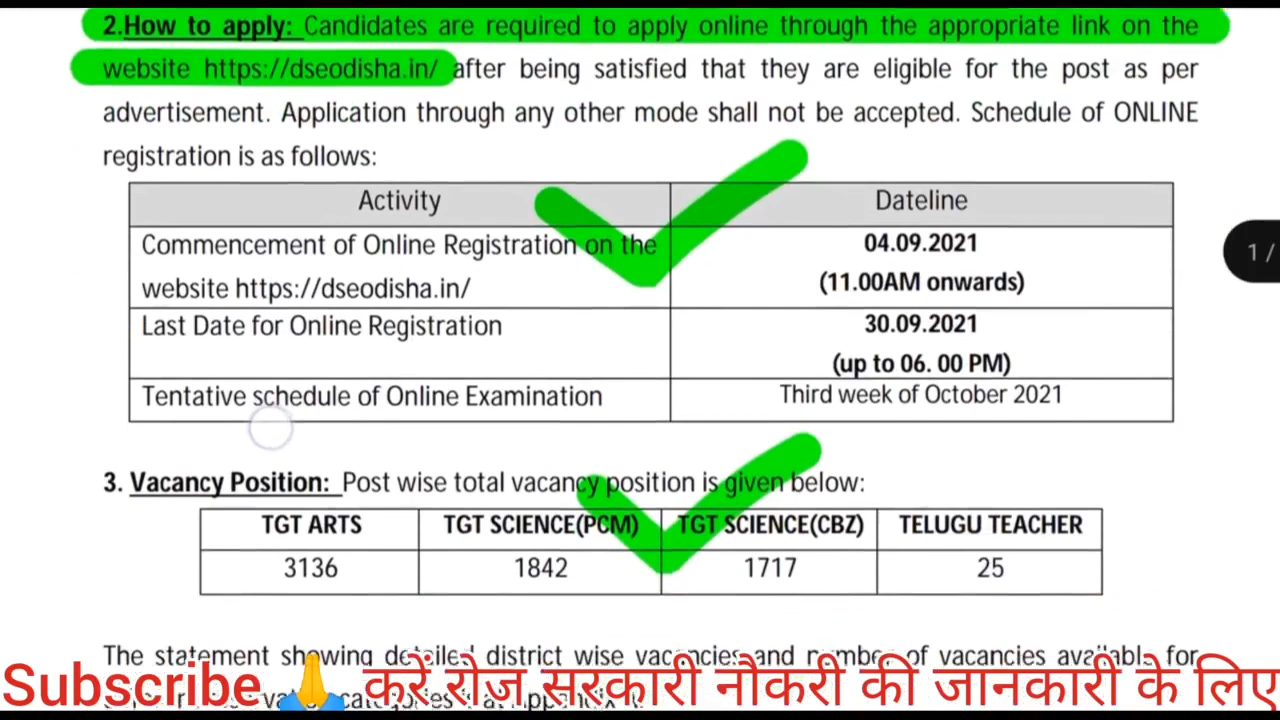 2.How to apply: Candidates are required to apply online through the appropriate link on the
website https://dseodisha.in/ after being satisfied that they are eligible for the post as per
advertisement. Application through any other mode shall not be accepted. Schedule of ONLINE
registration is as follows:
Activity Dateline
Commencement of Online Registration on the
website https://dseodisha.in/
04.09.2021
(11.00AM onwards)
Last Date for Online Registration
30.09.2021
(up to 06. 00 PM)
Tentative schedule of Online Examination Third week of October 2021
1 /
3. Vacancy Position: Post wise total vacancy position is given below:
TGT ARTS TGT SCIENCE(PCM) TGT SCIENCE(CBZ) TELUGU TEACHER
3136 1842 1717 25
The statement showing detailed district wise vacancies and number of vacancies available for
Subscribe 🙏 करें रोज सरकारी नौकरी की जानकारी के लिए